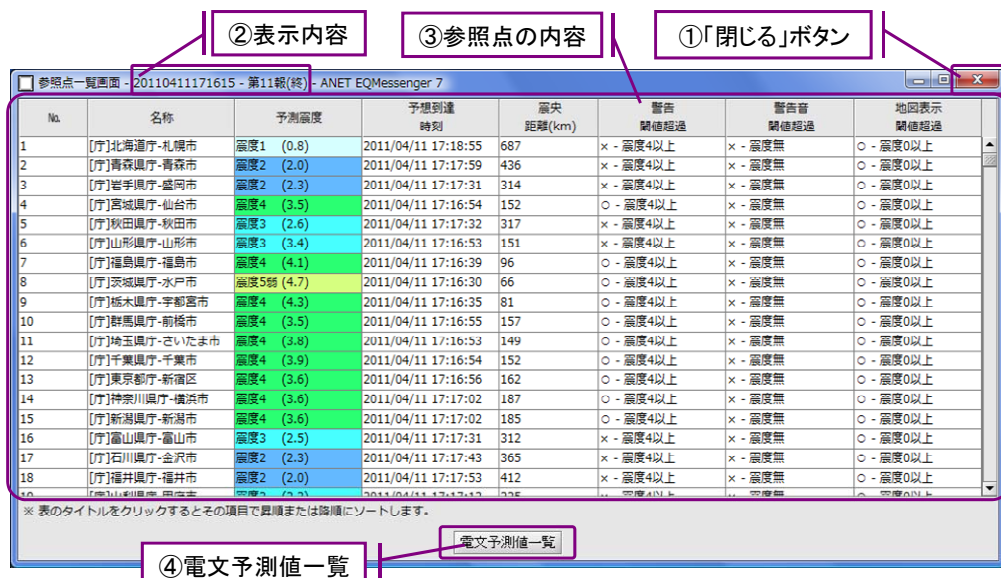 ②表示内容
③参照点の内容
①「閉じる」ボタン
参照点一覧画面 - 20110411171615 - 第11報(終) - ANET EQMessenger 7
No. 名称 予測震度 予想到達時刻 震央距離(km) 警告閾値超過 警告音閾値超過 地図表示閾値超過
1 [庁]北海道庁-札幌市 震度1 (0.8) 2011/04/11 17:18:55 687 × - 震度4以上 × - 震度無 ○ - 震度0以上
2 [庁]青森県庁-青森市 震度2 (2.0) 2011/04/11 17:17:59 436 × - 震度4以上 × - 震度無 ○ - 震度0以上
3 [庁]岩手県庁-盛岡市 震度2 (2.3) 2011/04/11 17:17:31 314 × - 震度4以上 × - 震度無 ○ - 震度0以上
4 [庁]宮城県庁-仙台市 震度4 (3.5) 2011/04/11 17:16:54 152 ○ - 震度4以上 × - 震度無 ○ - 震度0以上
5 [庁]秋田県庁-秋田市 震度3 (2.6) 2011/04/11 17:17:32 317 × - 震度4以上 × - 震度無 ○ - 震度0以上
6 [庁]山形県庁-山形市 震度3 (3.4) 2011/04/11 17:16:53 151 × - 震度4以上 × - 震度無 ○ - 震度0以上
7 [庁]福島県庁-福島市 震度4 (4.1) 2011/04/11 17:16:39 96 ○ - 震度4以上 × - 震度無 ○ - 震度0以上
8 [庁]茨城県庁-水戸市 震度5弱 (4.7) 2011/04/11 17:16:30 66 ○ - 震度4以上 × - 震度無 ○ - 震度0以上
9 [庁]栃木県庁-宇都宮市 震度4 (4.3) 2011/04/11 17:16:35 81 ○ - 震度4以上 × - 震度無 ○ - 震度0以上
10 [庁]群馬県庁-前橋市 震度4 (3.5) 2011/04/11 17:16:55 157 ○ - 震度4以上 × - 震度無 ○ - 震度0以上
11 [庁]埼玉県庁-さいたま市 震度4 (3.8) 2011/04/11 17:16:53 149 ○ - 震度4以上 × - 震度無 ○ - 震度0以上
12 [庁]千葉県庁-千葉市 震度4 (3.9) 2011/04/11 17:16:54 152 ○ - 震度4以上 × - 震度無 ○ - 震度0以上
13 [庁]東京都庁-新宿区 震度4 (3.6) 2011/04/11 17:16:56 162 ○ - 震度4以上 × - 震度無 ○ - 震度0以上
14 [庁]神奈川県庁-横浜市 震度4 (3.6) 2011/04/11 17:17:02 187 ○ - 震度4以上 × - 震度無 ○ - 震度0以上
15 [庁]新潟県庁-新潟市 震度4 (3.6) 2011/04/11 17:17:02 185 ○ - 震度4以上 × - 震度無 ○ - 震度0以上
16 [庁]富山県庁-富山市 震度3 (2.5) 2011/04/11 17:17:31 312 × - 震度4以上 × - 震度無 ○ - 震度0以上
17 [庁]石川県庁-金沢市 震度2 (2.3) 2011/04/11 17:17:43 365 × - 震度4以上 × - 震度無 ○ - 震度0以上
18 [庁]福井県庁-福井市 震度2 (2.0) 2011/04/11 17:17:53 412 × - 震度4以上 × - 震度無 ○ - 震度0以上
※ 表のタイトルをクリックするとその項目で昇順または降順にソートします。
電文予測値一覧
④電文予測値一覧